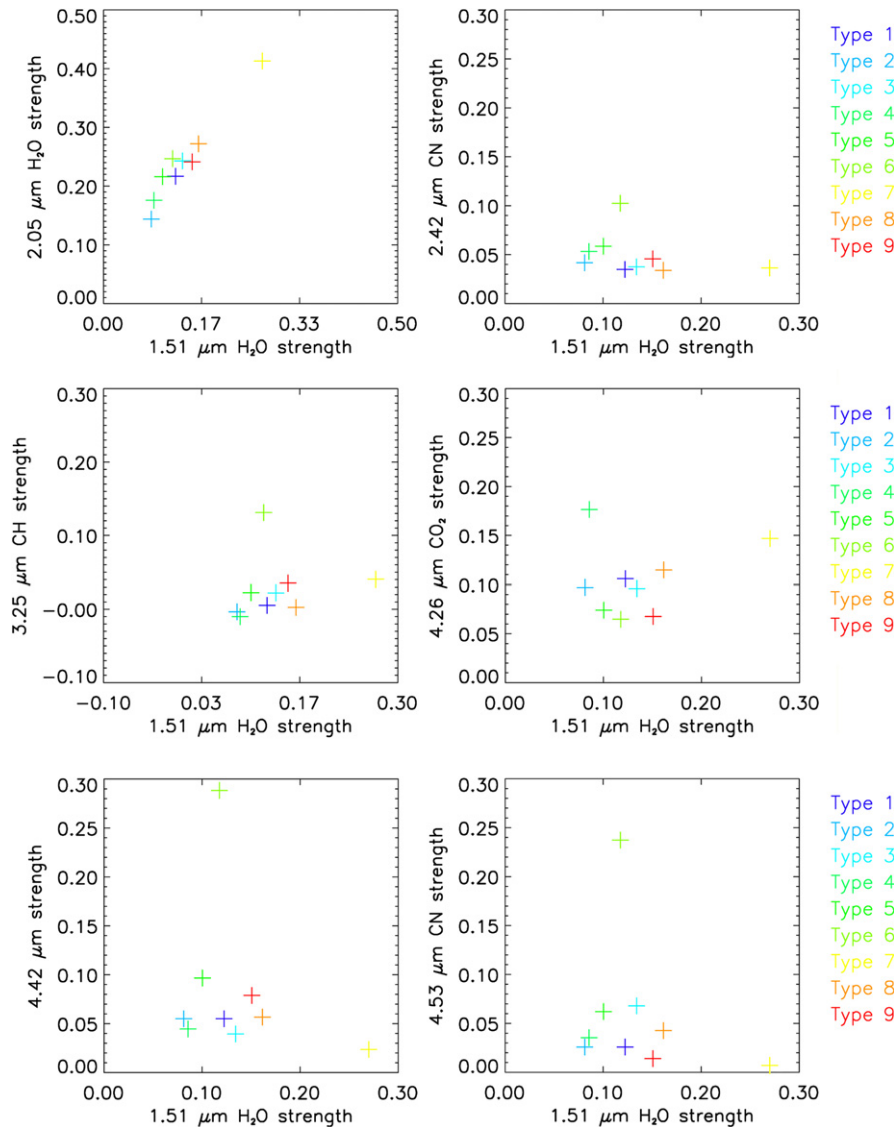 0.50
0.40
0.30
0.20
0.10
0.00
2.05 μm H₂O strength
0.00 0.17 0.33 0.50
1.51 μm H₂O strength
0.30
0.25
0.20
0.15
0.10
0.05
0.00
2.42 μm CN strength
0.00 0.10 0.20 0.30
1.51 μm H₂O strength
Type 1
Type 2
Type 3
Type 4
Type 5
Type 6
Type 7
Type 8
Type 9
0.30
0.20
0.10
-0.00
-0.10
3.25 μm CH strength
-0.10 0.03 0.17 0.30
1.51 μm H₂O strength
0.30
0.25
0.20
0.15
0.10
0.05
0.00
4.26 μm CO₂ strength
0.00 0.10 0.20 0.30
1.51 μm H₂O strength
Type 1
Type 2
Type 3
Type 4
Type 5
Type 6
Type 7
Type 8
Type 9
0.30
0.25
0.20
0.15
0.10
0.05
0.00
4.42 μm strength
0.00 0.10 0.20 0.30
1.51 μm H₂O strength
0.30
0.25
0.20
0.15
0.10
0.05
0.00
4.53 μm CN strength
0.00 0.10 0.20 0.30
1.51 μm H₂O strength
Type 1
Type 2
Type 3
Type 4
Type 5
Type 6
Type 7
Type 8
Type 9